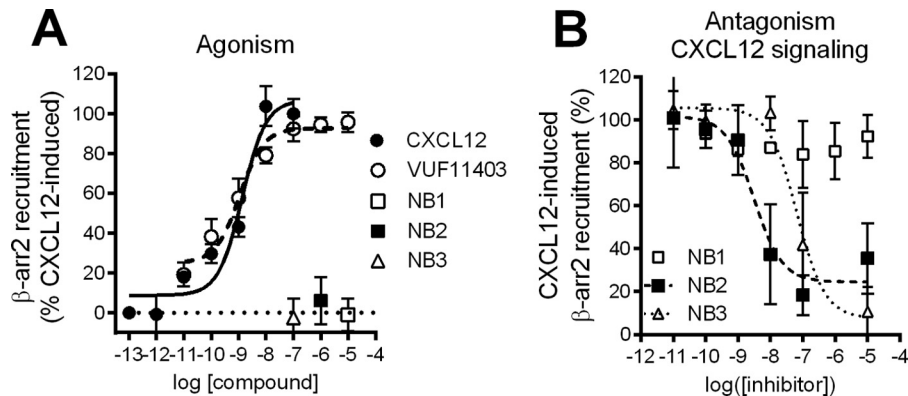 A
Agonism
β-arr2 recruitment
(% CXCL12-induced)
120
100
80
60
40
20
0
-13 -12 -11 -10 -9 -8 -7 -6 -5 -4
log [compound]
CXCL12
VUF11403
NB1
NB2
NB3
B
Antagonism
CXCL12 signaling
CXCL12-induced
β-arr2 recruitment (%)
120
100
80
60
40
20
0
NB1
NB2
NB3
-12 -11 -10 -9 -8 -7 -6 -5 -4
log([inhibitor])